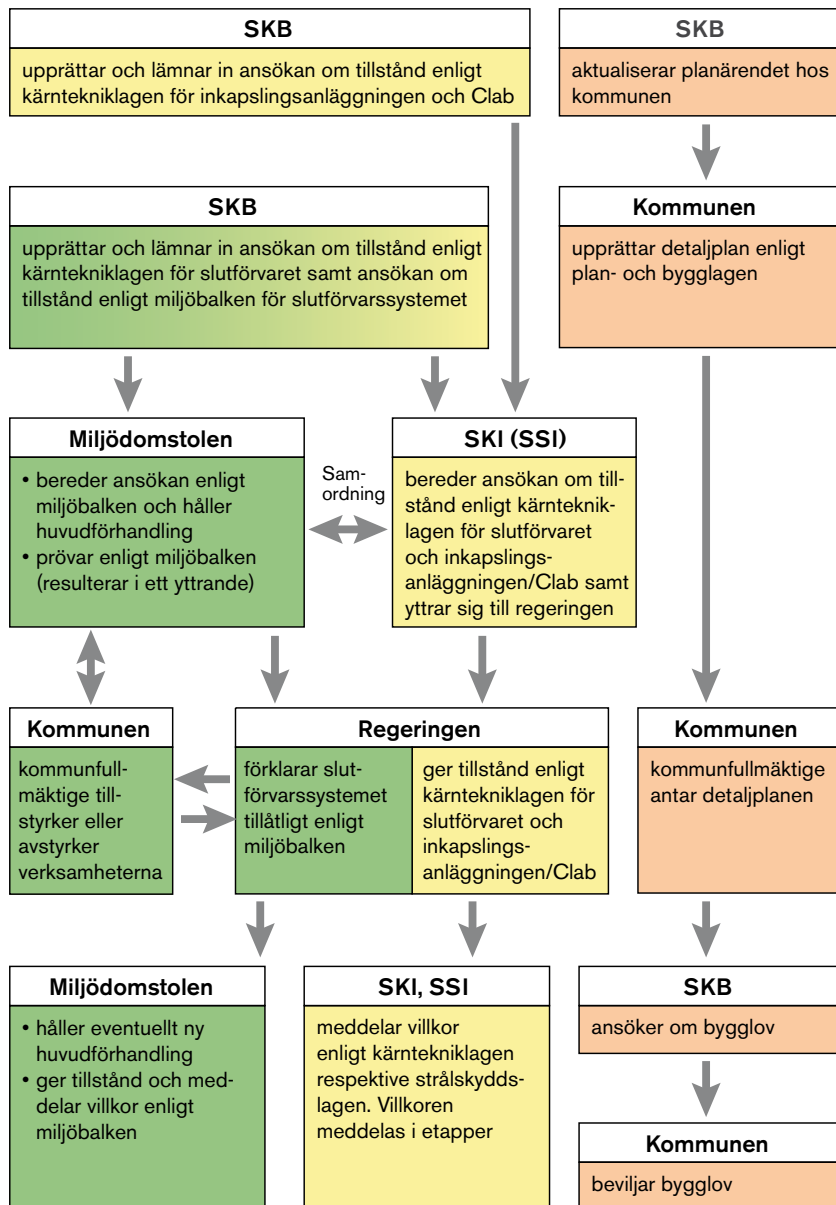 SKB
upprättar och lämnar in ansökan om tillstånd enligt
kärntekniklagen för inkapslingsanläggningen och Clab
SKB
aktualiserar planärendet hos
kommunen
SKB
upprättar och lämnar in ansökan om tillstånd enligt
kärntekniklagen för slutförvaret samt ansökan om
tillstånd enligt miljöbalken för slutförvarssystemet
Kommunen
upprättar detaljplan enligt
plan- och bygglagen
Miljödomstolen
• bereder ansökan enligt
miljöbalken och håller
huvudförhandling
• prövar enligt miljöbalken
(resulterar i ett yttrande)
Sam-
ordning
SKI (SSI)
bereder ansökan om till-
stånd enligt kärnteknik-
lagen för slutförvaret
och inkapslings-
anläggningen/Clab samt
yttrar sig till regeringen
Kommunen
kommunfull-
mäktige till-
styrker eller
avstyrker
verksamheterna
Regeringen
förklarar slut-
förvarssystemet
tillåtligt enligt
miljöbalken
ger tillstånd enligt
kärntekniklagen för
slutförvaret och
inkapslings-
anläggningen/Clab
Kommunen
kommunfullmäktige
antar detaljplanen
Miljödomstolen
• håller eventuellt ny
huvudförhandling
• ger tillstånd och med-
delar villkor enligt
miljöbalken
SKI, SSI
meddelar villkor
enligt kärntekniklagen
respektive strålskydds-
lagen. Villkoren
meddelas i etapper
SKB
ansöker om bygglov
Kommunen
beviljar bygglov